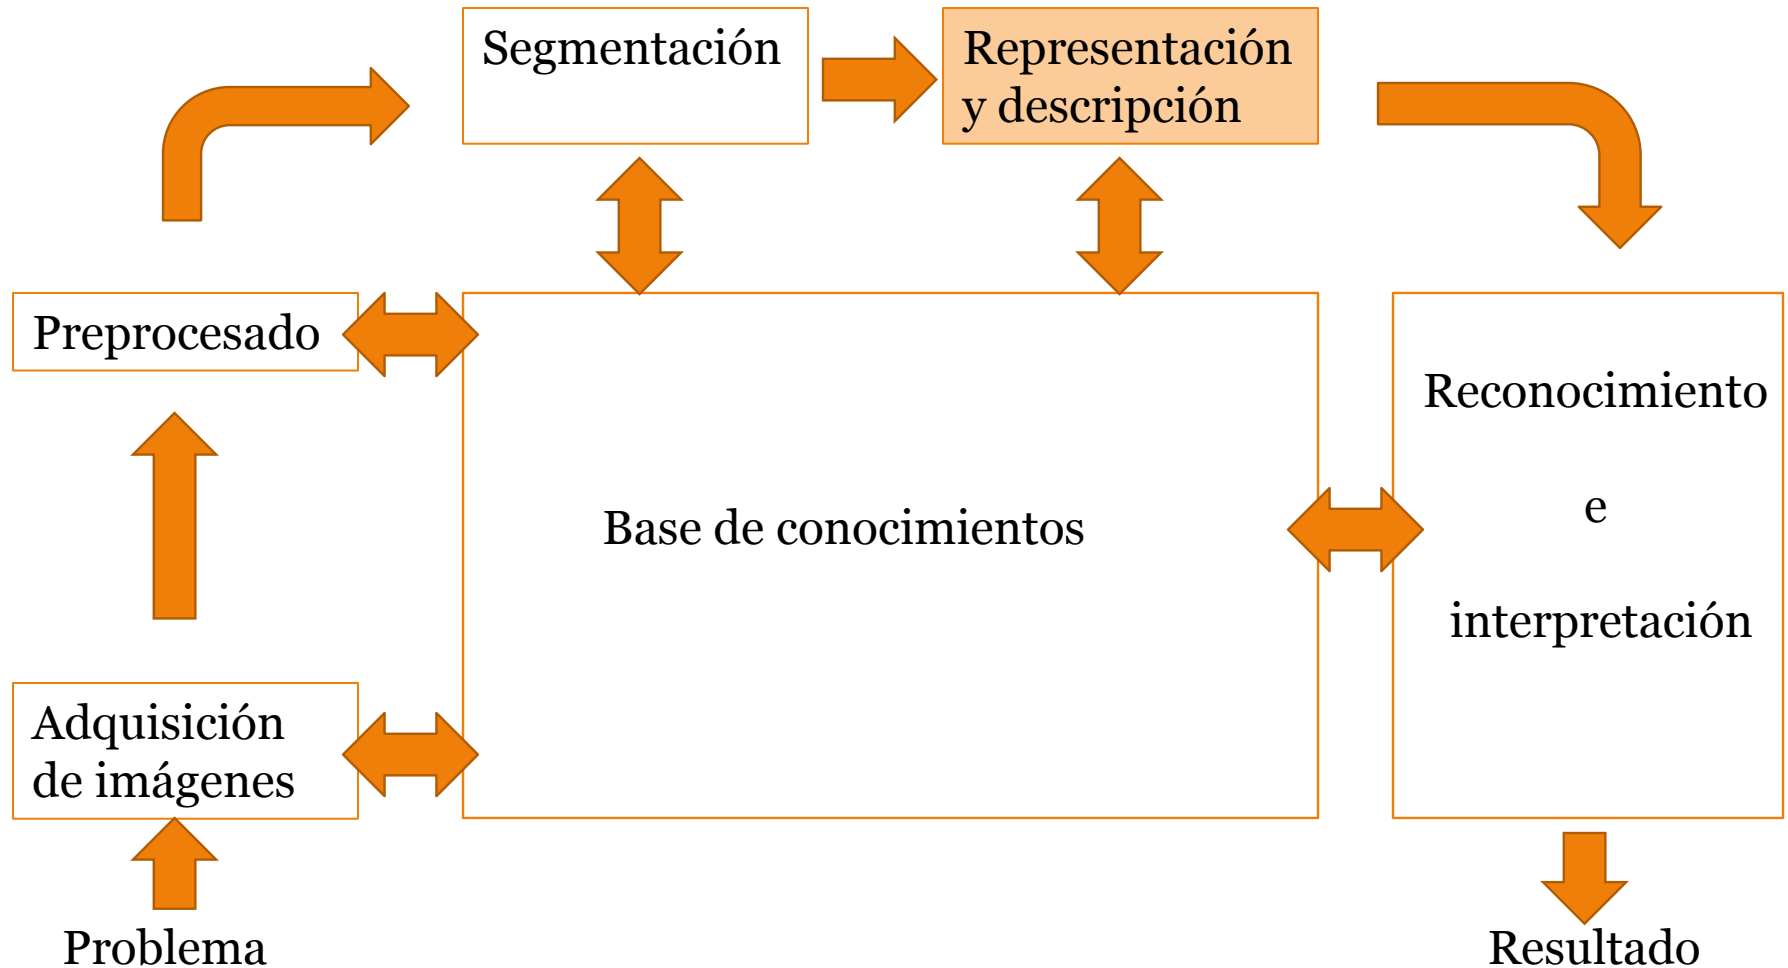 Segmentación
Representación
y descripción
Preprocesado
Reconocimiento
e
interpretación
Base de conocimientos
Adquisición
de imágenes
Problema
Resultado